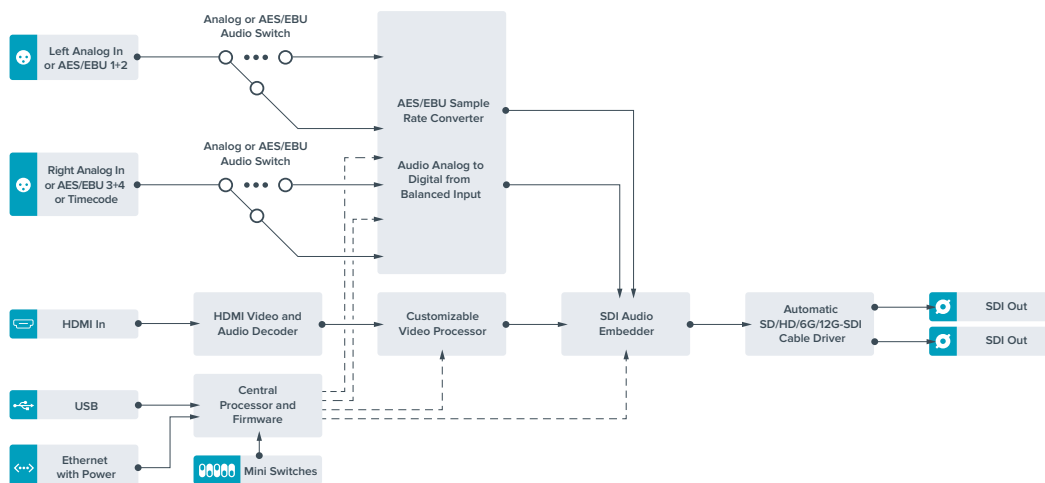 Analog or AES/EBU
Audio Switch
Left Analog In
or AES/EBU 1+2
AES/EBU Sample
Rate Converter
Analog or AES/EBU
Audio Switch
Right Analog In
or AES/EBU 3+4
or Timecode
Audio Analog to
Digital from
Balanced Input
HDMI In
HDMI Video and
Audio Decoder
Customizable
Video Processor
SDI Audio
Embedder
Automatic
SD/HD/6G/12G-SDI
Cable Driver
SDI Out
SDI Out
USB
Central
Processor and
Firmware
Ethernet
with Power
Mini Switches